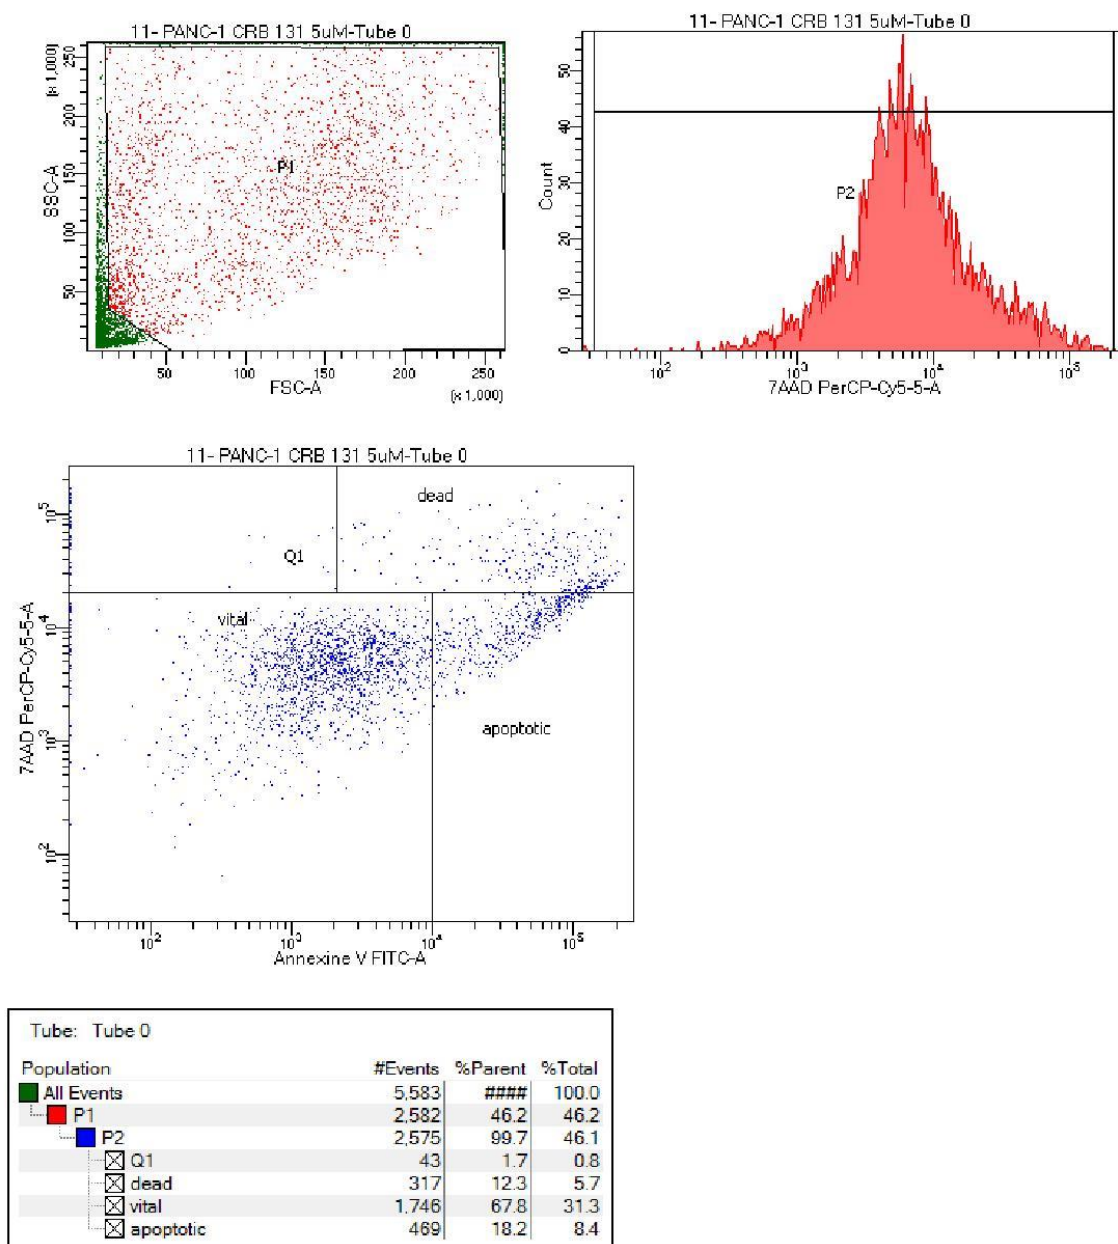 11- PANC-1 CRB 131 5uM-Tube 0
[x 1,000]
250
200
150
100
50
SSC-A
P1
50 100 150 200 250
FSC-A
[x 1,000]
11- PANC-1 CRB 131 5uM-Tube 0
50
40
30
20
10
0
Count
P2
10² 10³ 10⁴ 10⁵
7AAD PerCP-Cy5-5-A
11- PANC-1 CRB 131 5uM-Tube 0
dead
Q1
vital
apoptotic
10⁵
10⁴
10³
10²
7AAD PerCP-Cy5-5-A
10² 10³ 10⁴ 10⁵
Annexine V FITC-A
Tube: Tube 0
Population #Events %Parent %Total
All Events 5,583 #### 100.0
P1 2,582 46.2 46.2
P2 2,575 99.7 46.1
Q1 43 1.7 0.8
dead 317 12.3 5.7
vital 1,746 67.8 31.3
apoptotic 469 18.2 8.4